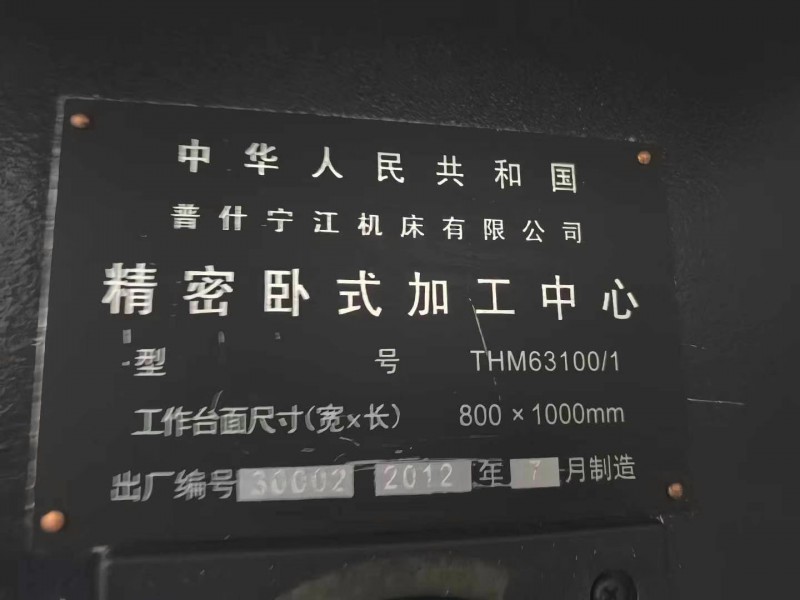 中华人民共和国
普什宁江机床有限公司
精密卧式加工中心
型号 THM63100/1
工作台面尺寸(宽×长) 800×1000mm
出厂编号 30002 2012 年 7 月制造